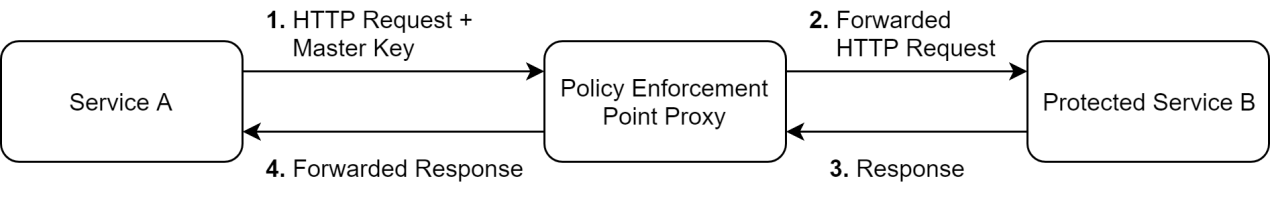 1. HTTP Request +
Master Key
2. Forwarded
HTTP Request
Service A
Policy Enforcement
Point Proxy
Protected Service B
4. Forwarded Response
3. Response